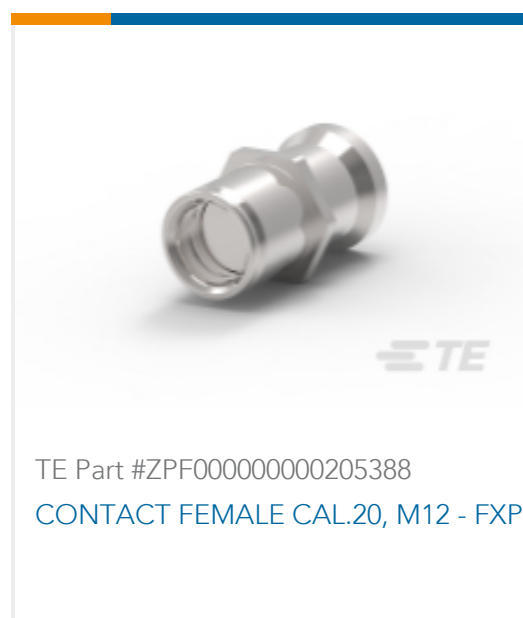 TE
TE Part #ZPF000000000205388
CONTACT FEMALE CAL.20, M12 - FXP